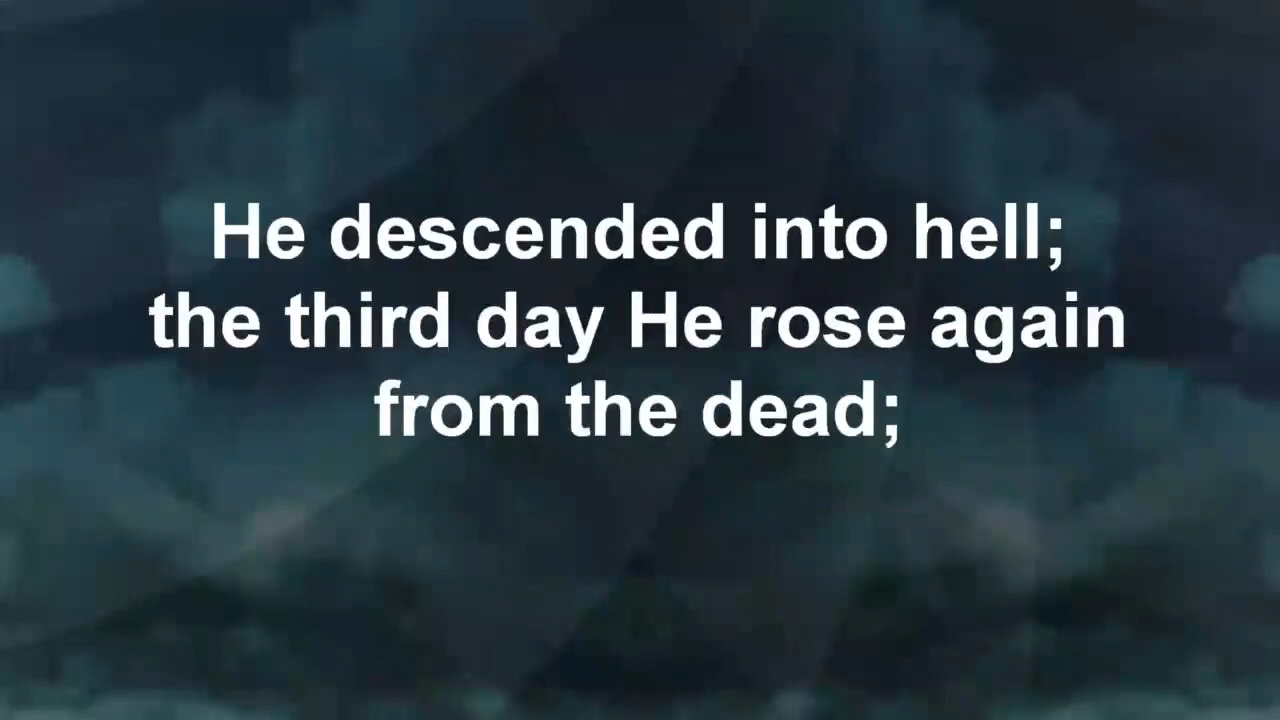 He descended into hell;
the third day He rose again
from the dead;